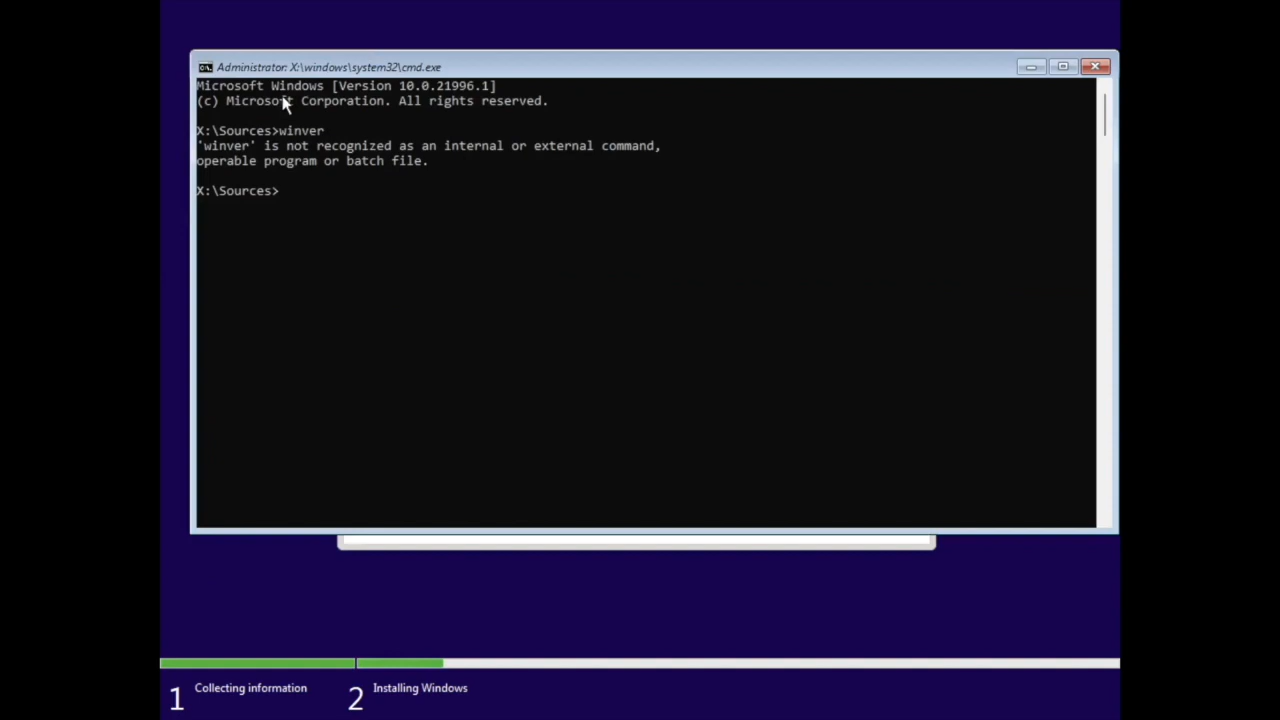 Administrator: X:\windows\system32\cmd.exe
Microsoft Windows [Version 10.0.21996.1]
(c) Microsoft Corporation. All rights reserved.
X:\Sources>winver
'winver' is not recognized as an internal or external command,
operable program or batch file.
X:\Sources>
1 Collecting information 2 Installing Windows